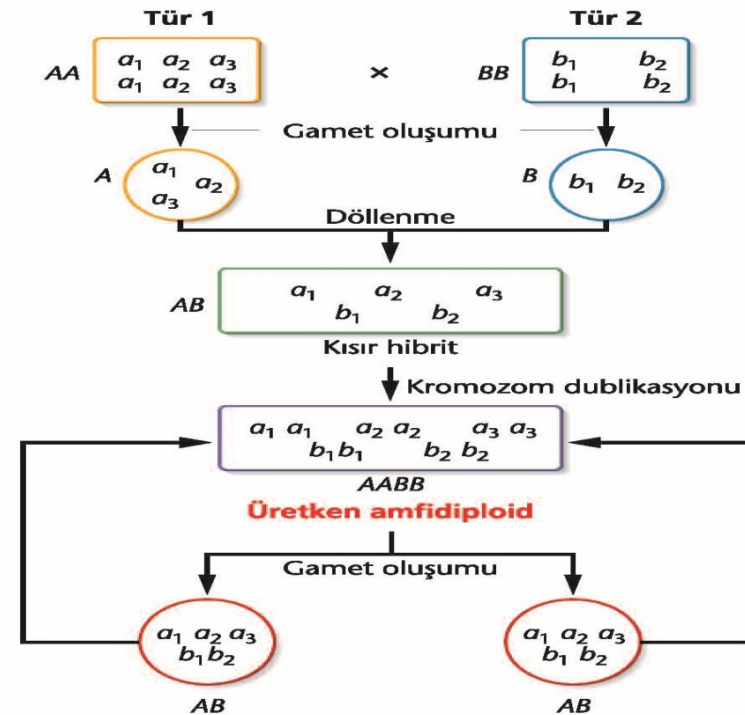 Tür 1 Tür 2
AA a₁ a₂ a₃ × BB b₁ b₂
a₁ a₂ a₃ b₁ b₂
Gamet oluşumu
A a₁ a₂ a₃ B b₁ b₂
Döllenme
AB a₁ a₂ a₃
b₁ b₂
Kısır hibrit
Kromozom dublikasyonu
a₁ a₁ a₂ a₂ a₃ a₃
b₁ b₁ b₂ b₂
AABB
Üretken amfidiploid
Gamet oluşumu
a₁ a₂ a₃ a₁ a₂ a₃
b₁ b₂ b₁ b₂
AB AB